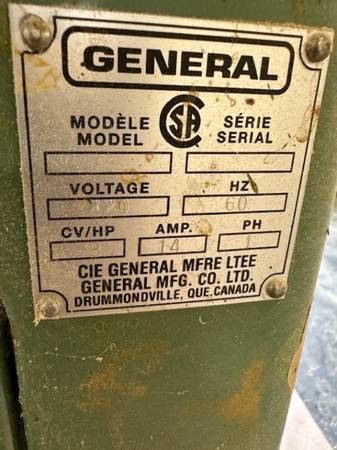 GENERAL
MODÈLE SÉRIE
MODEL SERIAL
SA
VOLTAGE HZ
120 60
CV/HP AMP. PH
14 1
CIE GENERAL MFRE LTEE
GENERAL MFG. CO. LTD.
DRUMMONDVILLE, QUE. CANADA